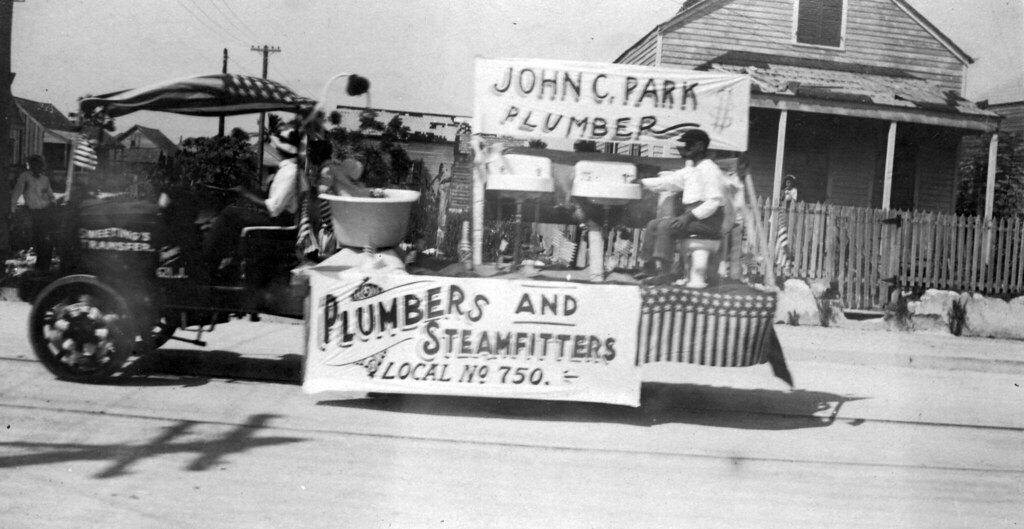 JOHN C. PARK
PLUMBER
$
SWEETING'S
TRANSFER.
PLUMBERS AND
STEAMFITTERS
LOCAL Nº 750.